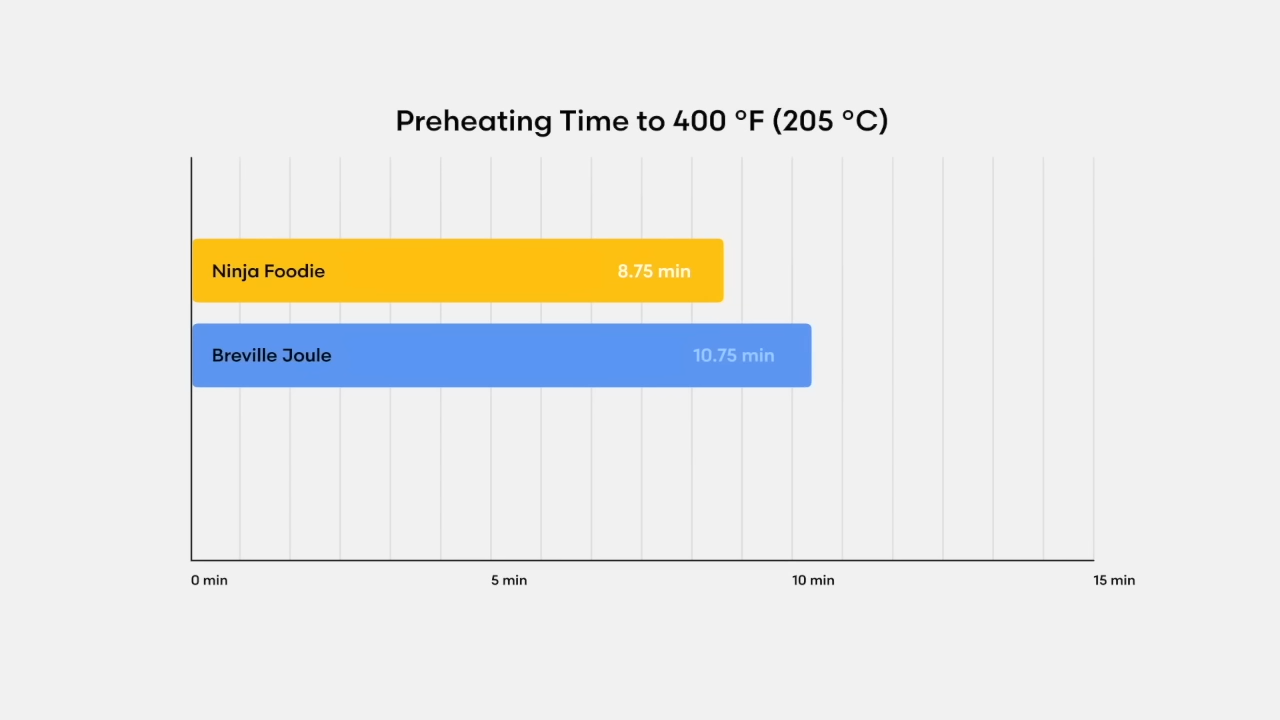 Preheating Time to 400 °F (205 °C)
Ninja Foodie 8.75 min
Breville Joule 10.75 min
0 min 5 min 10 min 15 min